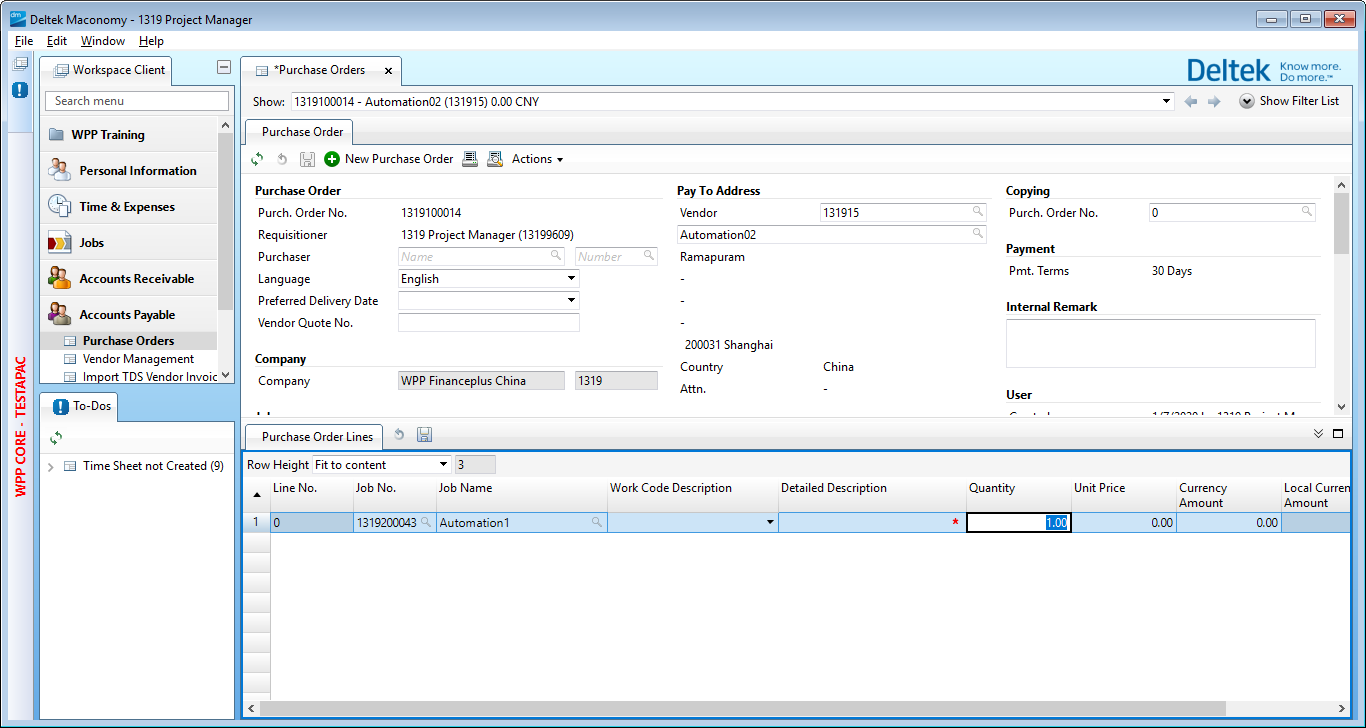 Deltek Maconomy - 1319 Project Manager
File Edit Window Help
Workspace Client
*Purchase Orders
Deltek Know more. Do more.™
Search menu
Show: 1319100014 - Automation02 (131915) 0.00 CNY
Show Filter List
WPP Training
Personal Information
Time & Expenses
Jobs
Accounts Receivable
Accounts Payable
Purchase Orders
Vendor Management
Import TDS Vendor Invoic
WPP CORE - TESTAPAC
To-Dos
Time Sheet not Created (9)
Purchase Order
New Purchase Order Actions
Purchase Order
Purch. Order No. 1319100014
Requisitioner 1319 Project Manager (13199609)
Purchaser Name Number
Language English
Preferred Delivery Date
Vendor Quote No.
Company
Company WPP Financeplus China 1319
Pay To Address
Vendor 131915
Automation02
Ramapuram
-
-
-
200031 Shanghai
Country China
Attn. -
Copying
Purch. Order No. 0
Payment
Pmt. Terms 30 Days
Internal Remark
User
Purchase Order Lines
Row Height Fit to content 3
Line No. Job No. Job Name Work Code Description Detailed Description Quantity Unit Price Currency Amount Local Curren Amount
1 0 1319200043 Automation1 * 1.00 0.00 0.00